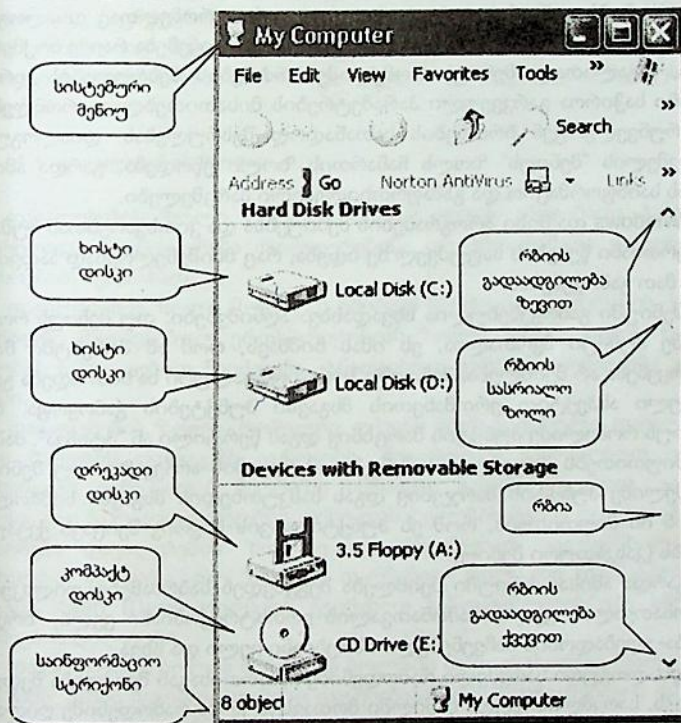 My Computer
სისტემური
მენიუ
File Edit View Favorites Tools »
»
Search
Address Go Norton AntiVirus Links »
Hard Disk Drives
ხისტი
დისკი
Local Disk (C:)
რბიის
გადაადგილება
ზევით
ხისტი
დისკი
Local Disk (D:)
რბიის
სასრიალო
ზოლი
დრეკადი
დისკი
Devices with Removable Storage
რბია
3.5 Floppy (A:)
კომპაქტ
დისკი
რბიის
გადაადგილება
ქვევით
CD Drive (E:)
საინფორმაციო
სტრიქონი
8 object My Computer